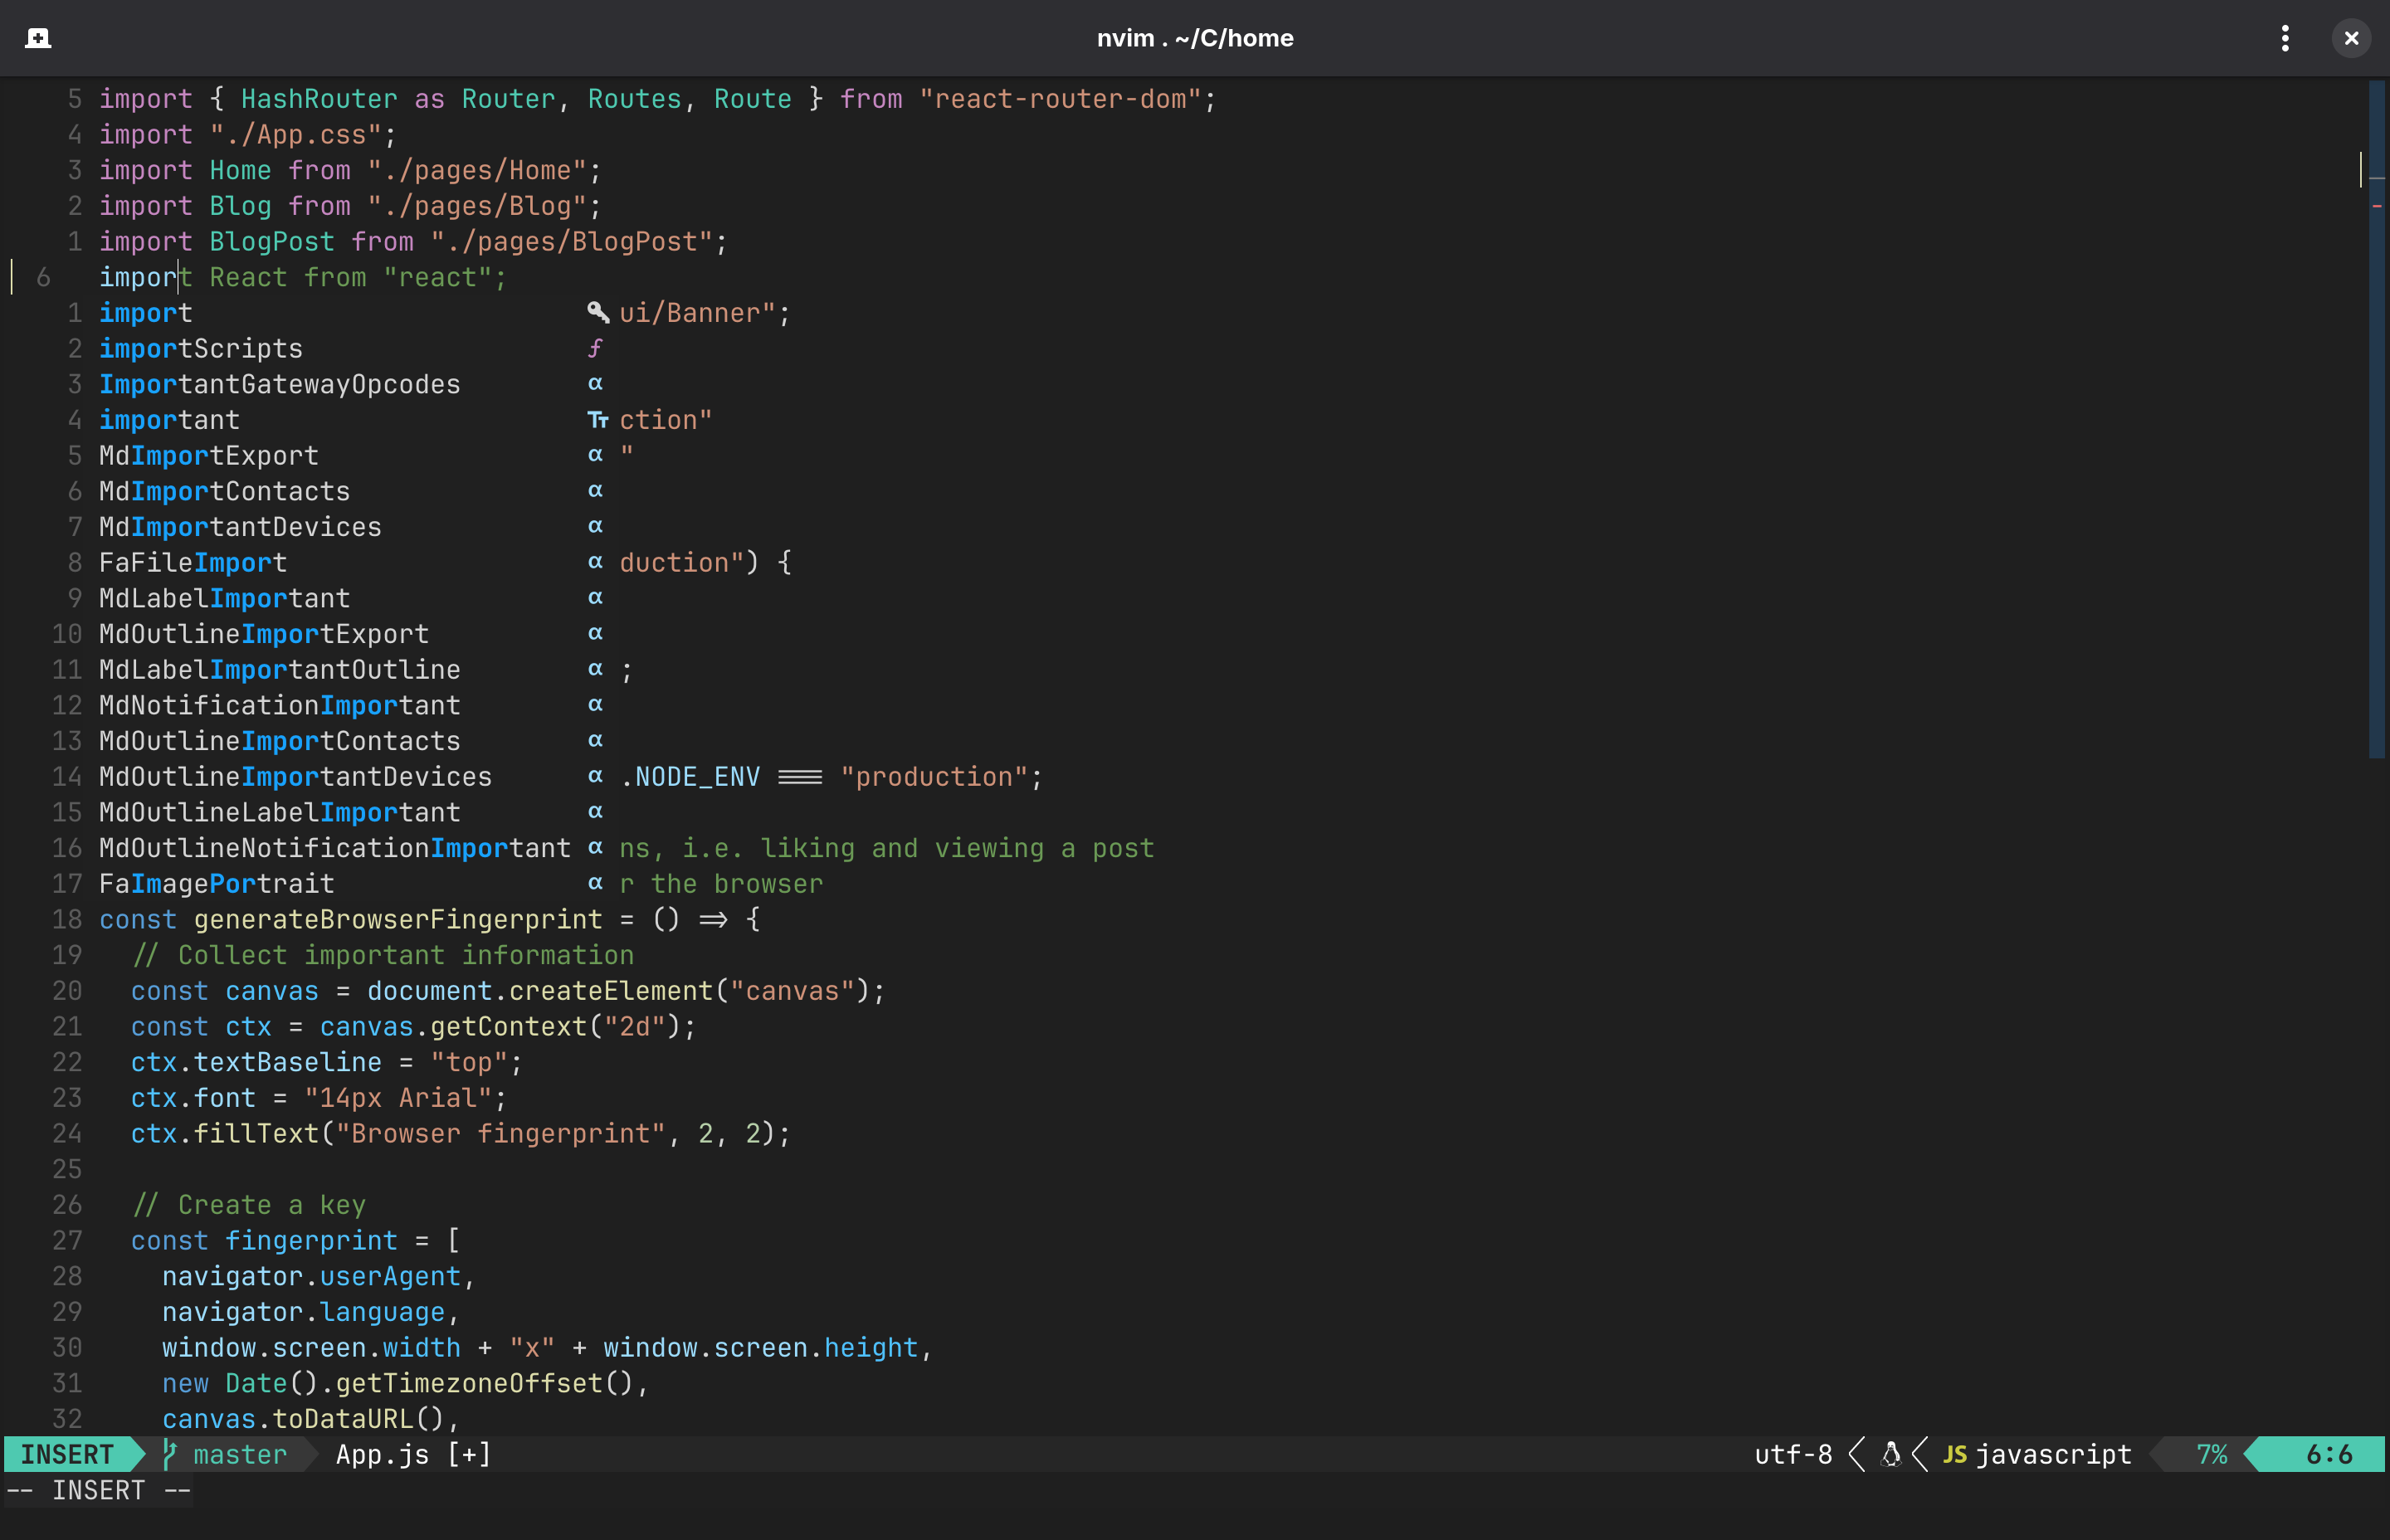 nvim . ~/C/home
5 import { HashRouter as Router, Routes, Route } from "react-router-dom";
4 import "./App.css";
3 import Home from "./pages/Home";
2 import Blog from "./pages/Blog";
1 import BlogPost from "./pages/BlogPost";
6 import React from "react";
1 import ui/Banner";
2 importScripts ƒ
3 ImportantGatewayOpcodes α
4 important TT ction"
5 MdImportExport α "
6 MdImportContacts α
7 MdImportantDevices α
8 FaFileImport α duction") {
9 MdLabelImportant α
10 MdOutlineImportExport α
11 MdLabelImportantOutline α ;
12 MdNotificationImportant α
13 MdOutlineImportContacts α
14 MdOutlineImportantDevices α .NODE_ENV === "production";
15 MdOutlineLabelImportant α
16 MdOutlineNotificationImportant α ns, i.e. liking and viewing a post
17 FaImagePortrait α r the browser
18 const generateBrowserFingerprint = () => {
19 // Collect important information
20 const canvas = document.createElement("canvas");
21 const ctx = canvas.getContext("2d");
22 ctx.textBaseline = "top";
23 ctx.font = "14px Arial";
24 ctx.fillText("Browser fingerprint", 2, 2);
25
26 // Create a key
27 const fingerprint = [
28 navigator.userAgent,
29 navigator.language,
30 window.screen.width + "x" + window.screen.height,
31 new Date().getTimezoneOffset(),
32 canvas.toDataURL(),
INSERT master App.js [+] utf-8 JS javascript 7% 6:6
-- INSERT --